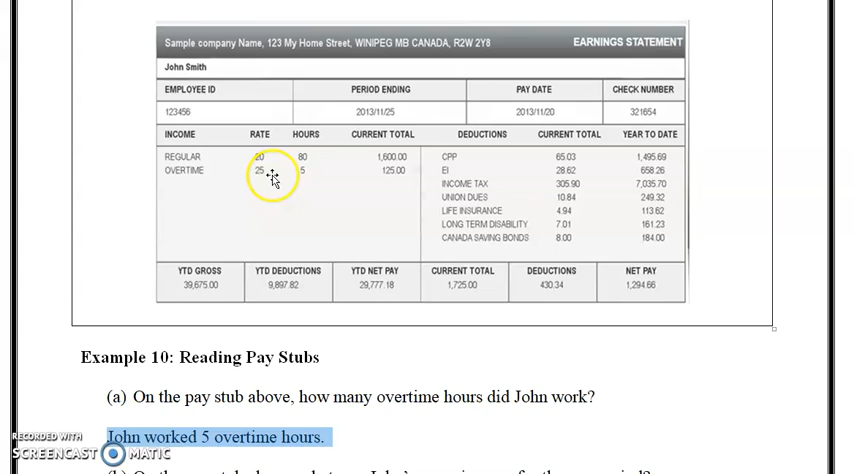 Sample company Name, 123 My Home Street, WINIPEG MB CANADA, R2W 2Y8 EARNINGS STATEMENT
John Smith
EMPLOYEE ID PERIOD ENDING PAY DATE CHECK NUMBER
123456 2013/11/25 2013/11/20 321654
INCOME RATE HOURS CURRENT TOTAL DEDUCTIONS CURRENT TOTAL YEAR TO DATE
REGULAR 20 80 1,600.00 CPP 65.03 1,495.69
OVERTIME 25 5 125.00 EI 28.62 658.26
INCOME TAX 305.90 7,035.70
UNION DUES 10.84 249.32
LIFE INSURANCE 4.94 113.62
LONG TERM DISABILITY 7.01 161.23
CANADA SAVING BONDS 8.00 184.00
YTD GROSS YTD DEDUCTIONS YTD NET PAY CURRENT TOTAL DEDUCTIONS NET PAY
39,675.00 9,897.82 29,777.18 1,725.00 430.34 1,294.66
Example 10: Reading Pay Stubs
(a) On the pay stub above, how many overtime hours did John work?
John worked 5 overtime hours.
RECORDED WITH
SCREENCAST MATIC